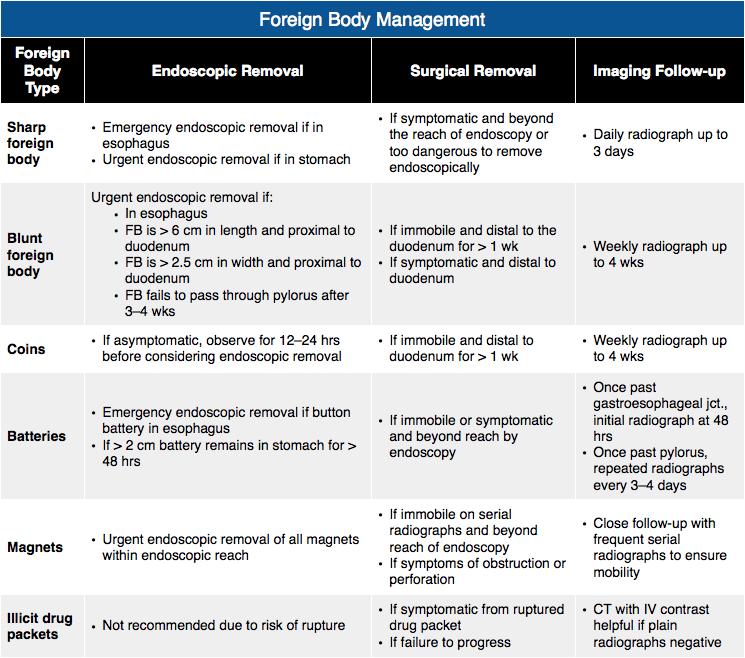 Foreign Body Management
Foreign
Body
Type
Endoscopic Removal
Surgical Removal
Imaging Follow-up
Sharp
foreign
body
• Emergency endoscopic removal if in
esophagus
• Urgent endoscopic removal if in stomach
• If symptomatic and beyond
the reach of endoscopy or
too dangerous to remove
endoscopically
• Daily radiograph up to
3 days
Blunt
foreign
body
Urgent endoscopic removal if:
• In esophagus
• FB is > 6 cm in length and proximal to
duodenum
• FB is > 2.5 cm in width and proximal to
duodenum
• FB fails to pass through pylorus after
3–4 wks
• If immobile and distal to the
duodenum for > 1 wk
• If symptomatic and distal to
duodenum
• Weekly radiograph up
to 4 wks
Coins
• If asymptomatic, observe for 12–24 hrs
before considering endoscopic removal
• If immobile and distal to
duodenum for > 1 wk
• Weekly radiograph up
to 4 wks
Batteries
• Emergency endoscopic removal if button
battery in esophagus
• If > 2 cm battery remains in stomach for >
48 hrs
• If immobile or symptomatic
and beyond reach by
endoscopy
• Once past
gastroesophageal jct.,
initial radiograph at 48
hrs
• Once past pylorus,
repeated radiographs
every 3–4 days
Magnets
• Urgent endoscopic removal of all magnets
within endoscopic reach
• If immobile on serial
radiographs and beyond
reach of endoscopy
• If symptoms of obstruction or
perforation
• Close follow-up with
frequent serial
radiographs to ensure
mobility
Illicit drug
packets
• Not recommended due to risk of rupture
• If symptomatic from ruptured
drug packet
• If failure to progress
• CT with IV contrast
helpful if plain
radiographs negative